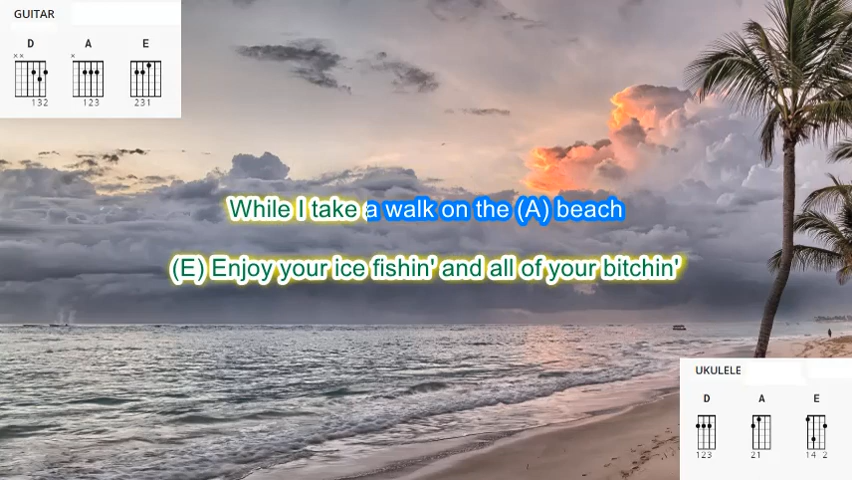 GUITAR
D A E
×× ×
132 123 231
While I take a walk on the (A) beach
(E) Enjoy your ice fishin' and all of your bitchin'
UKULELE
D A E
123 21 14 2